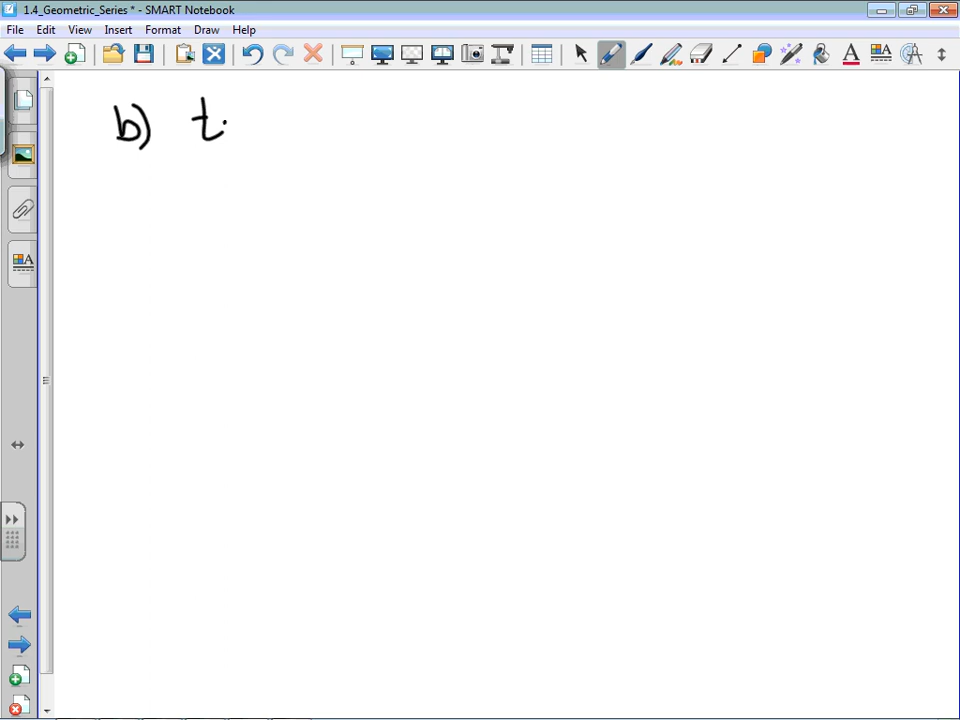 1.4_Geometric_Series * - SMART Notebook
File Edit View Insert Format Draw Help
b) t.